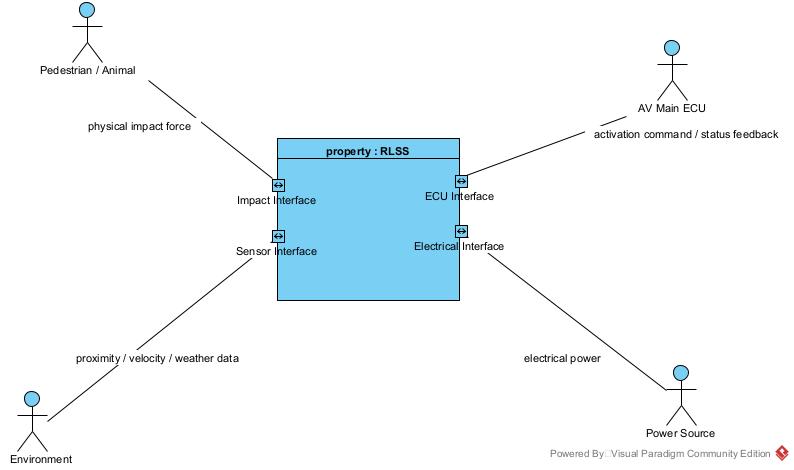 Pedestrian / Animal
AV Main ECU
physical impact force
activation command / status feedback
property : RLSS
Impact Interface
ECU Interface
Sensor Interface
Electrical Interface
proximity / velocity / weather data
electrical power
Environment
Power Source
Powered By Visual Paradigm Community Edition